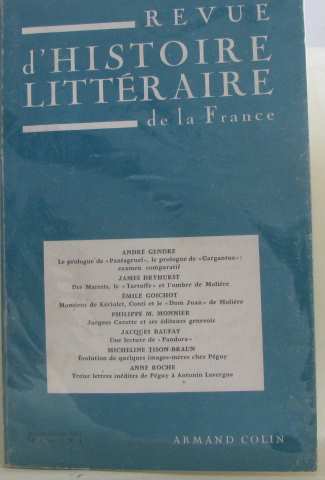 REVUE
d'HISTOIRE
LITTÉRAIRE
de la France
ANDRÉ GENDRE
Le prologue de «Pantagruel», le prologue de «Gargantua»:
examen comparatif
JAMES DRYHURST
Des Marets, le «Tartuffe» et l'ombre de Molière
ÉMILE GOICHOT
Monsieur de Kériolet, Conti et le «Dom Juan» de Molière
PHILIPPE M. MONNIER
Jacques Cazotte et ses éditeurs genevois
JACQUES
Une lecture de «Pandora»
MICHELINE TISON-BRAUN
Évolution de quelques images-mères chez Péguy
ANNE ROCHE
Treize lettres inédites de Péguy à Antonin Lavergne
ARMAND COLIN